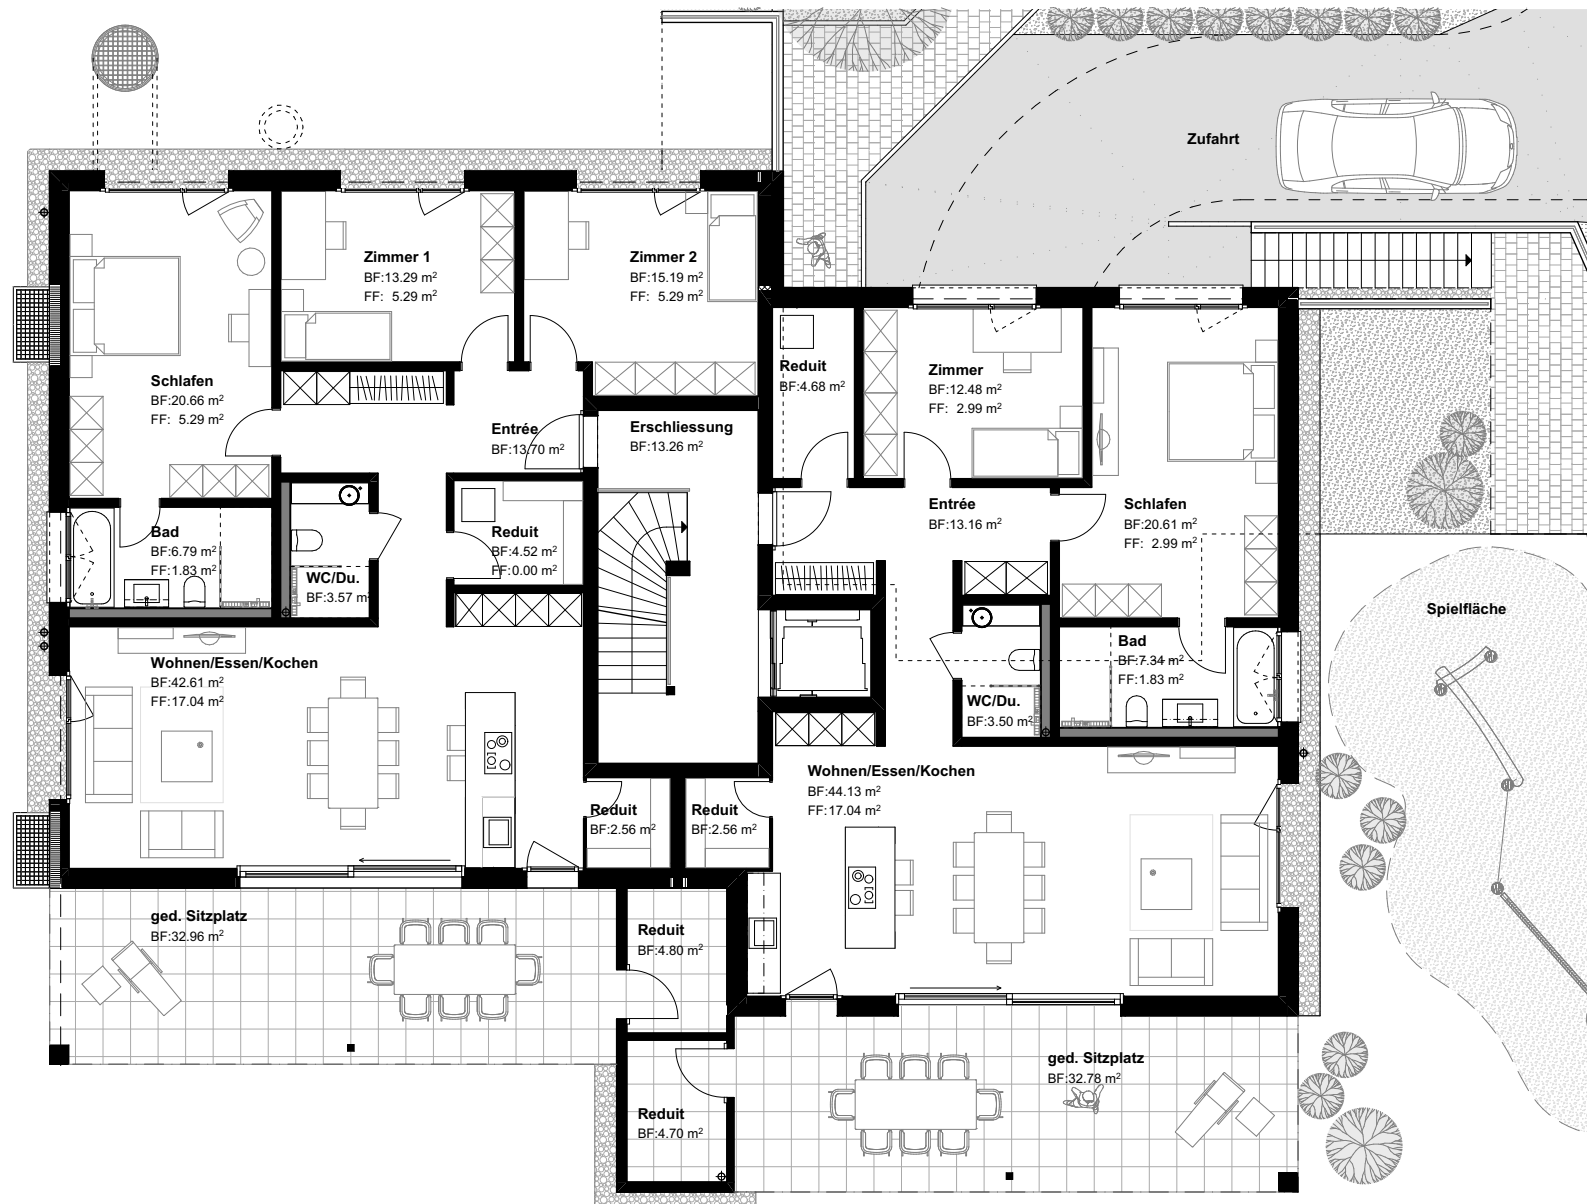 Zufahrt
Zimmer 1
BF:13.29 m²
FF: 5.29 m²
Zimmer 2
BF:15.19 m²
FF: 5.29 m²
Schlafen
BF:20.66 m²
FF: 5.29 m²
Reduit
BF:4.68 m²
Zimmer
BF:12.48 m²
FF: 2.99 m²
Entrée
BF:13.70 m²
Erschliessung
BF:13.26 m²
Entrée
BF:13.16 m²
Schlafen
BF:20.61 m²
FF: 2.99 m²
Bad
BF:6.79 m²
FF:1.83 m²
Reduit
BF:4.52 m²
FF:0.00 m²
WC/Du.
BF:3.57 m²
Spielfläche
Bad
BF:7.34 m²
FF:1.83 m²
Wohnen/Essen/Kochen
BF:42.61 m²
FF:17.04 m²
WC/Du.
BF:3.50 m²
Wohnen/Essen/Kochen
BF:44.13 m²
FF:17.04 m²
Reduit
BF:2.56 m²
Reduit
BF:2.56 m²
ged. Sitzplatz
BF:32.96 m²
Reduit
BF:4.80 m²
ged. Sitzplatz
BF:32.78 m²
Reduit
BF:4.70 m²